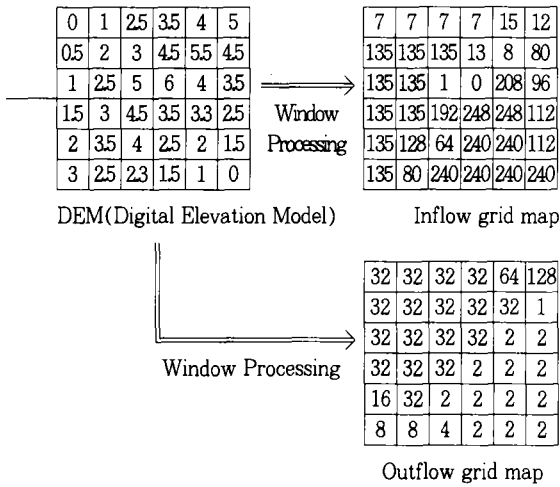 0 1 2.5 3.5 4 5
0.5 2 3 4.5 5.5 4.5
1 2.5 5 6 4 3.5
1.5 3 4.5 3.5 3.3 2.5
2 3.5 4 2.5 2 1.5
3 2.5 2.3 1.5 1 0
DEM(Digital Elevation Model)
Window
Processing
7 7 7 7 15 12
135 135 135 13 8 80
135 135 1 0 208 96
135 135 192 248 248 112
135 128 64 240 240 112
135 80 240 240 240 240
Inflow grid map
Window Processing
32 32 32 32 64 128
32 32 32 32 32 1
32 32 32 32 2 2
32 32 32 2 2 2
16 32 2 2 2 2
8 8 4 2 2 2
Outflow grid map